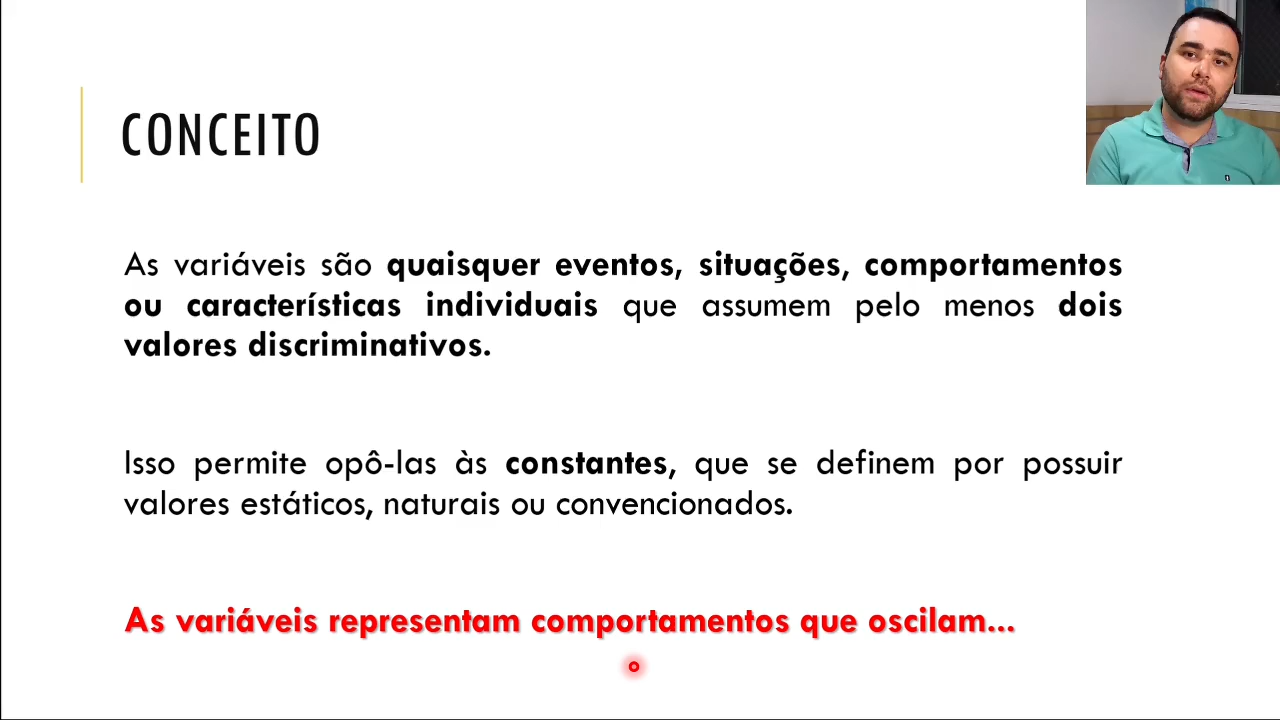 CONCEITO
As variáveis são quaisquer eventos, situações, comportamentos
ou características individuais que assumem pelo menos dois
valores discriminativos.
Isso permite opô-las às constantes, que se definem por possuir
valores estáticos, naturais ou convencionados.
As variáveis representam comportamentos que oscilam...